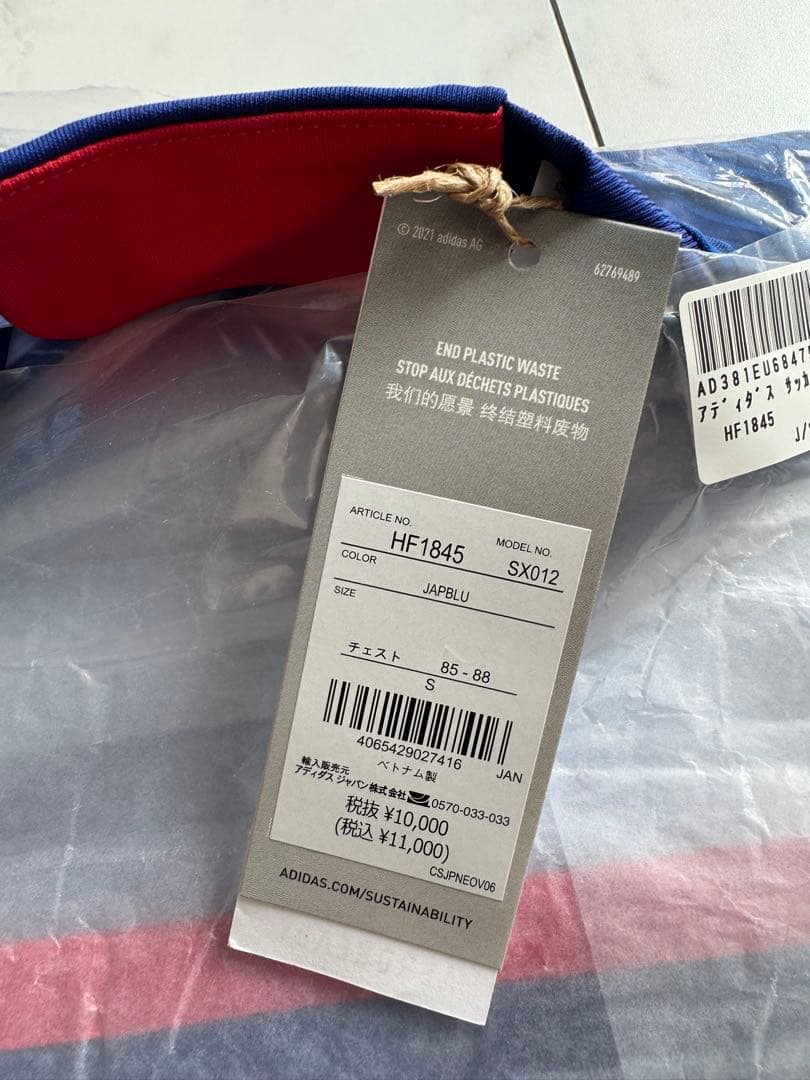 © 2021 adidas AG
62769489
END PLASTIC WASTE
STOP AUX DÉCHETS PLASTIQUES
我们的愿景 终结塑料废物
ARTICLE NO.
HF1845
MODEL NO.
SX012
COLOR
JAPBLU
SIZE
チェスト 85 - 88
S
4065429027416
JAN
ベトナム製
輸入販売元
アディダス ジャパン株式会社 0570-033-033
税抜 ¥10,000
(税込 ¥11,000)
CSJPNEOV06
ADIDAS.COM/SUSTAINABILITY
AD381EU6847
ｱﾃﾞｨﾀﾞｽ ｻｯｶ
HF1845 J/